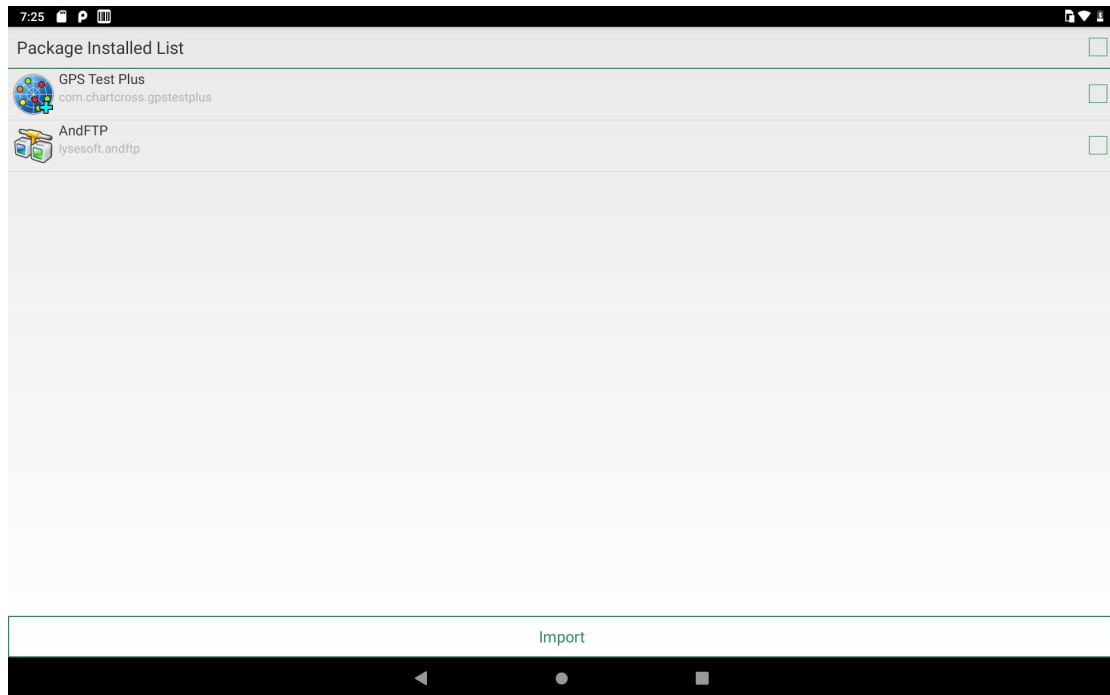 7:25
Package Installed List
GPS Test Plus
com.chartcross.gpstestplus
AndFTP
lysesoft.andftp
Import